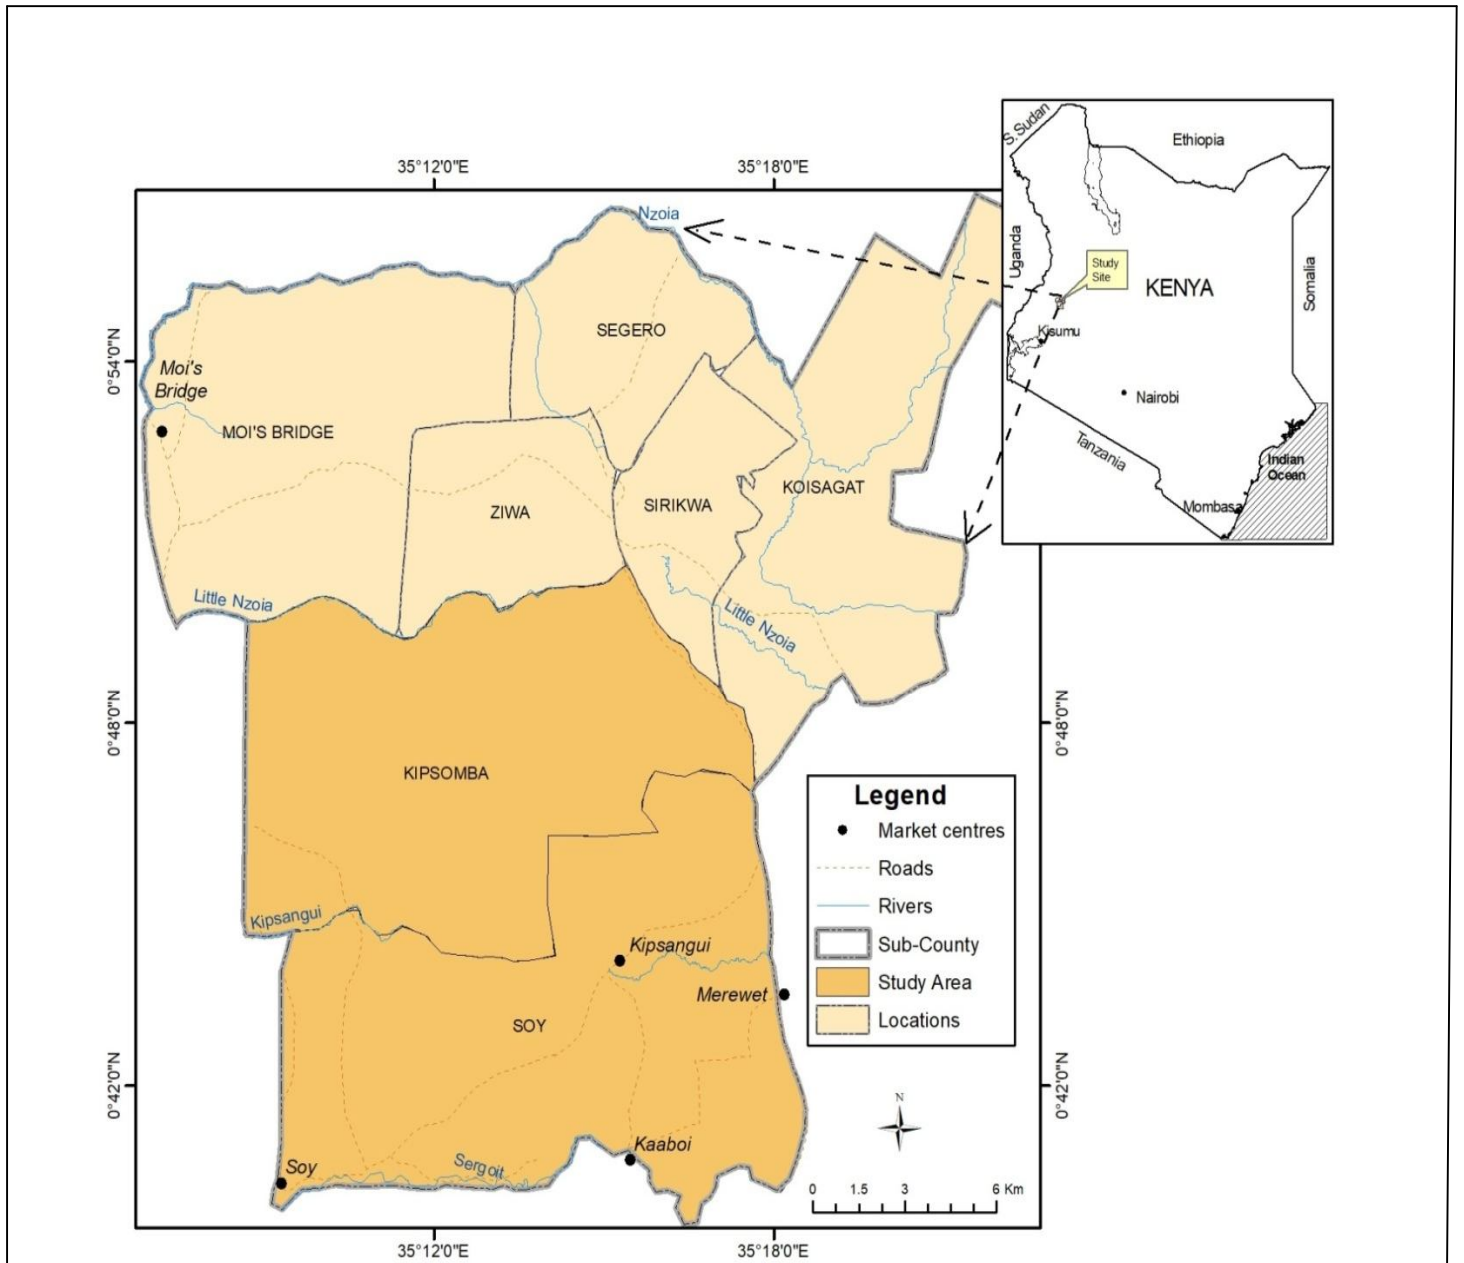 S.Sudan
Ethiopia
Uganda
Study
Site
KENYA
Somalia
Kisumu
Nairobi
Tanzania
Indian
Ocean
Mombasa
35°12'0"E
35°18'0"E
Nzoia
SEGERO
0°54'0"N
Moi's
Bridge
MOI'S BRIDGE
KOISAGAT
ZIWA
SIRIKWA
Little Nzoia
Little Nzoia
0°48'0"N
0°48'0"N
KIPSOMBA
Legend
Market centres
Roads
Rivers
Sub-County
Study Area
Locations
Kipsangui
Kipsangui
Merewet
SOY
0°42'0"N
0°42'0"N
N
Kaaboi
Soy
Sergoit
0 1.5 3 6 Km
35°12'0"E
35°18'0"E